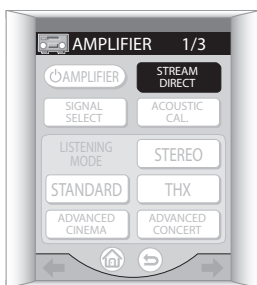 AMPLIFIER 1/3
AMPLIFIER
STREAM
DIRECT
SIGNAL
SELECT
ACOUSTIC
CAL.
LISTENING
MODE
STEREO
STANDARD
THX
ADVANCED
CINEMA
ADVANCED
CONCERT